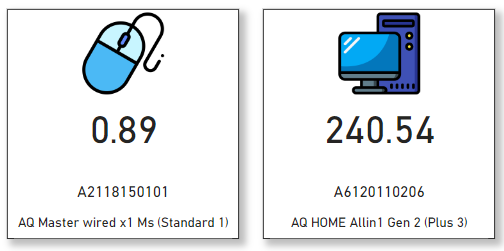 0.89
A2118150101
AQ Master wired x1 Ms (Standard 1)
240.54
A6120110206
AQ HOME Allin1 Gen 2 (Plus 3)